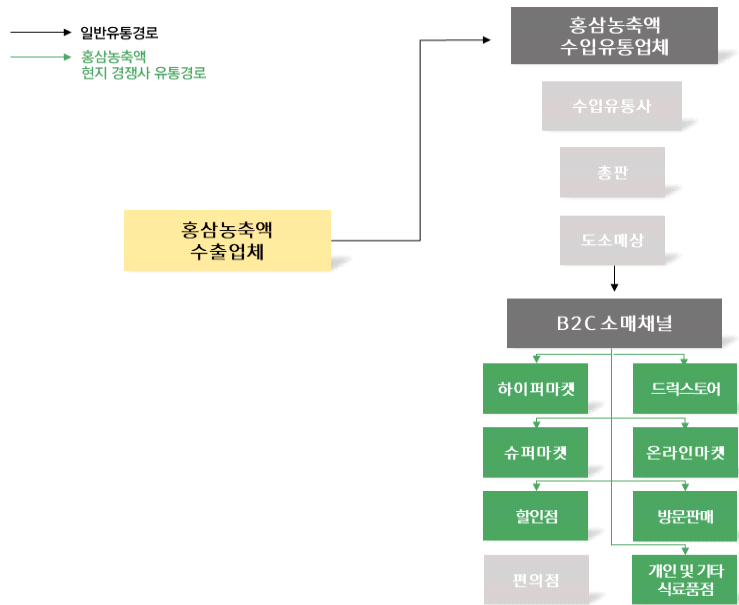 일반유통경로
홍삼농축액
현지 경쟁사 유통경로
홍삼농축액
수입유통업체
수입유통사
총판
도소매상
홍삼농축액
수출업체
B2C 소매채널
하이퍼마켓
드럭스토어
슈퍼마켓
온라인마켓
할인점
방문판매
편의점
개인 및 기타
식료품점